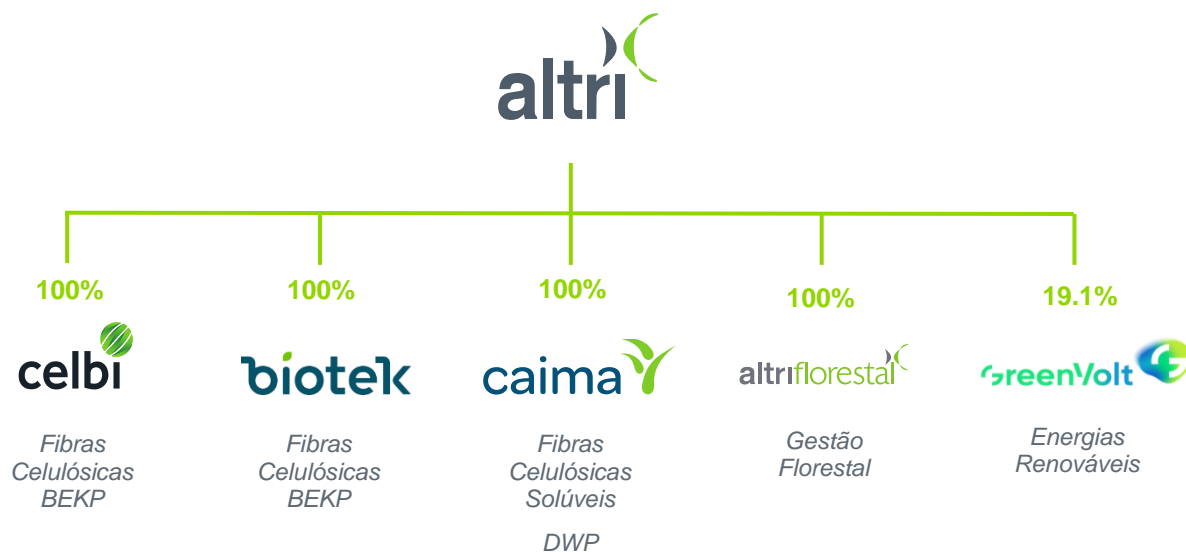 altri
100%
100%
100%
100%
19.1%
celbi
biotek
caima
altriflorestal
GreenVolt
Fibras
Celulósicas
BEKP
Fibras
Celulósicas
BEKP
Fibras
Celulósicas
Solúveis
DWP
Gestão
Florestal
Energias
Renováveis